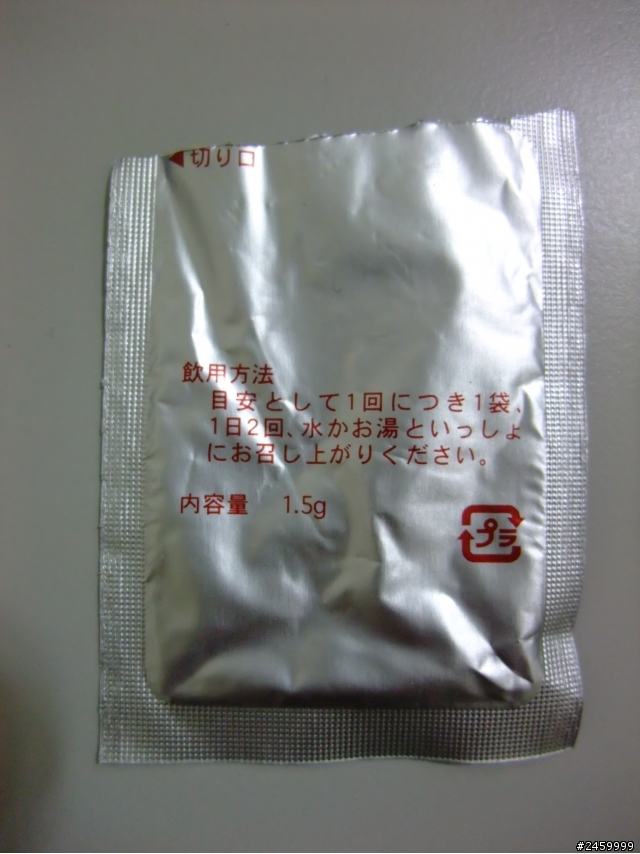 ◀切り口
飲用方法
目安として1回につき1袋、
1日2回、水かお湯といっしょ
にお召し上がりください。
内容量 1.5g
プラ
#2459999